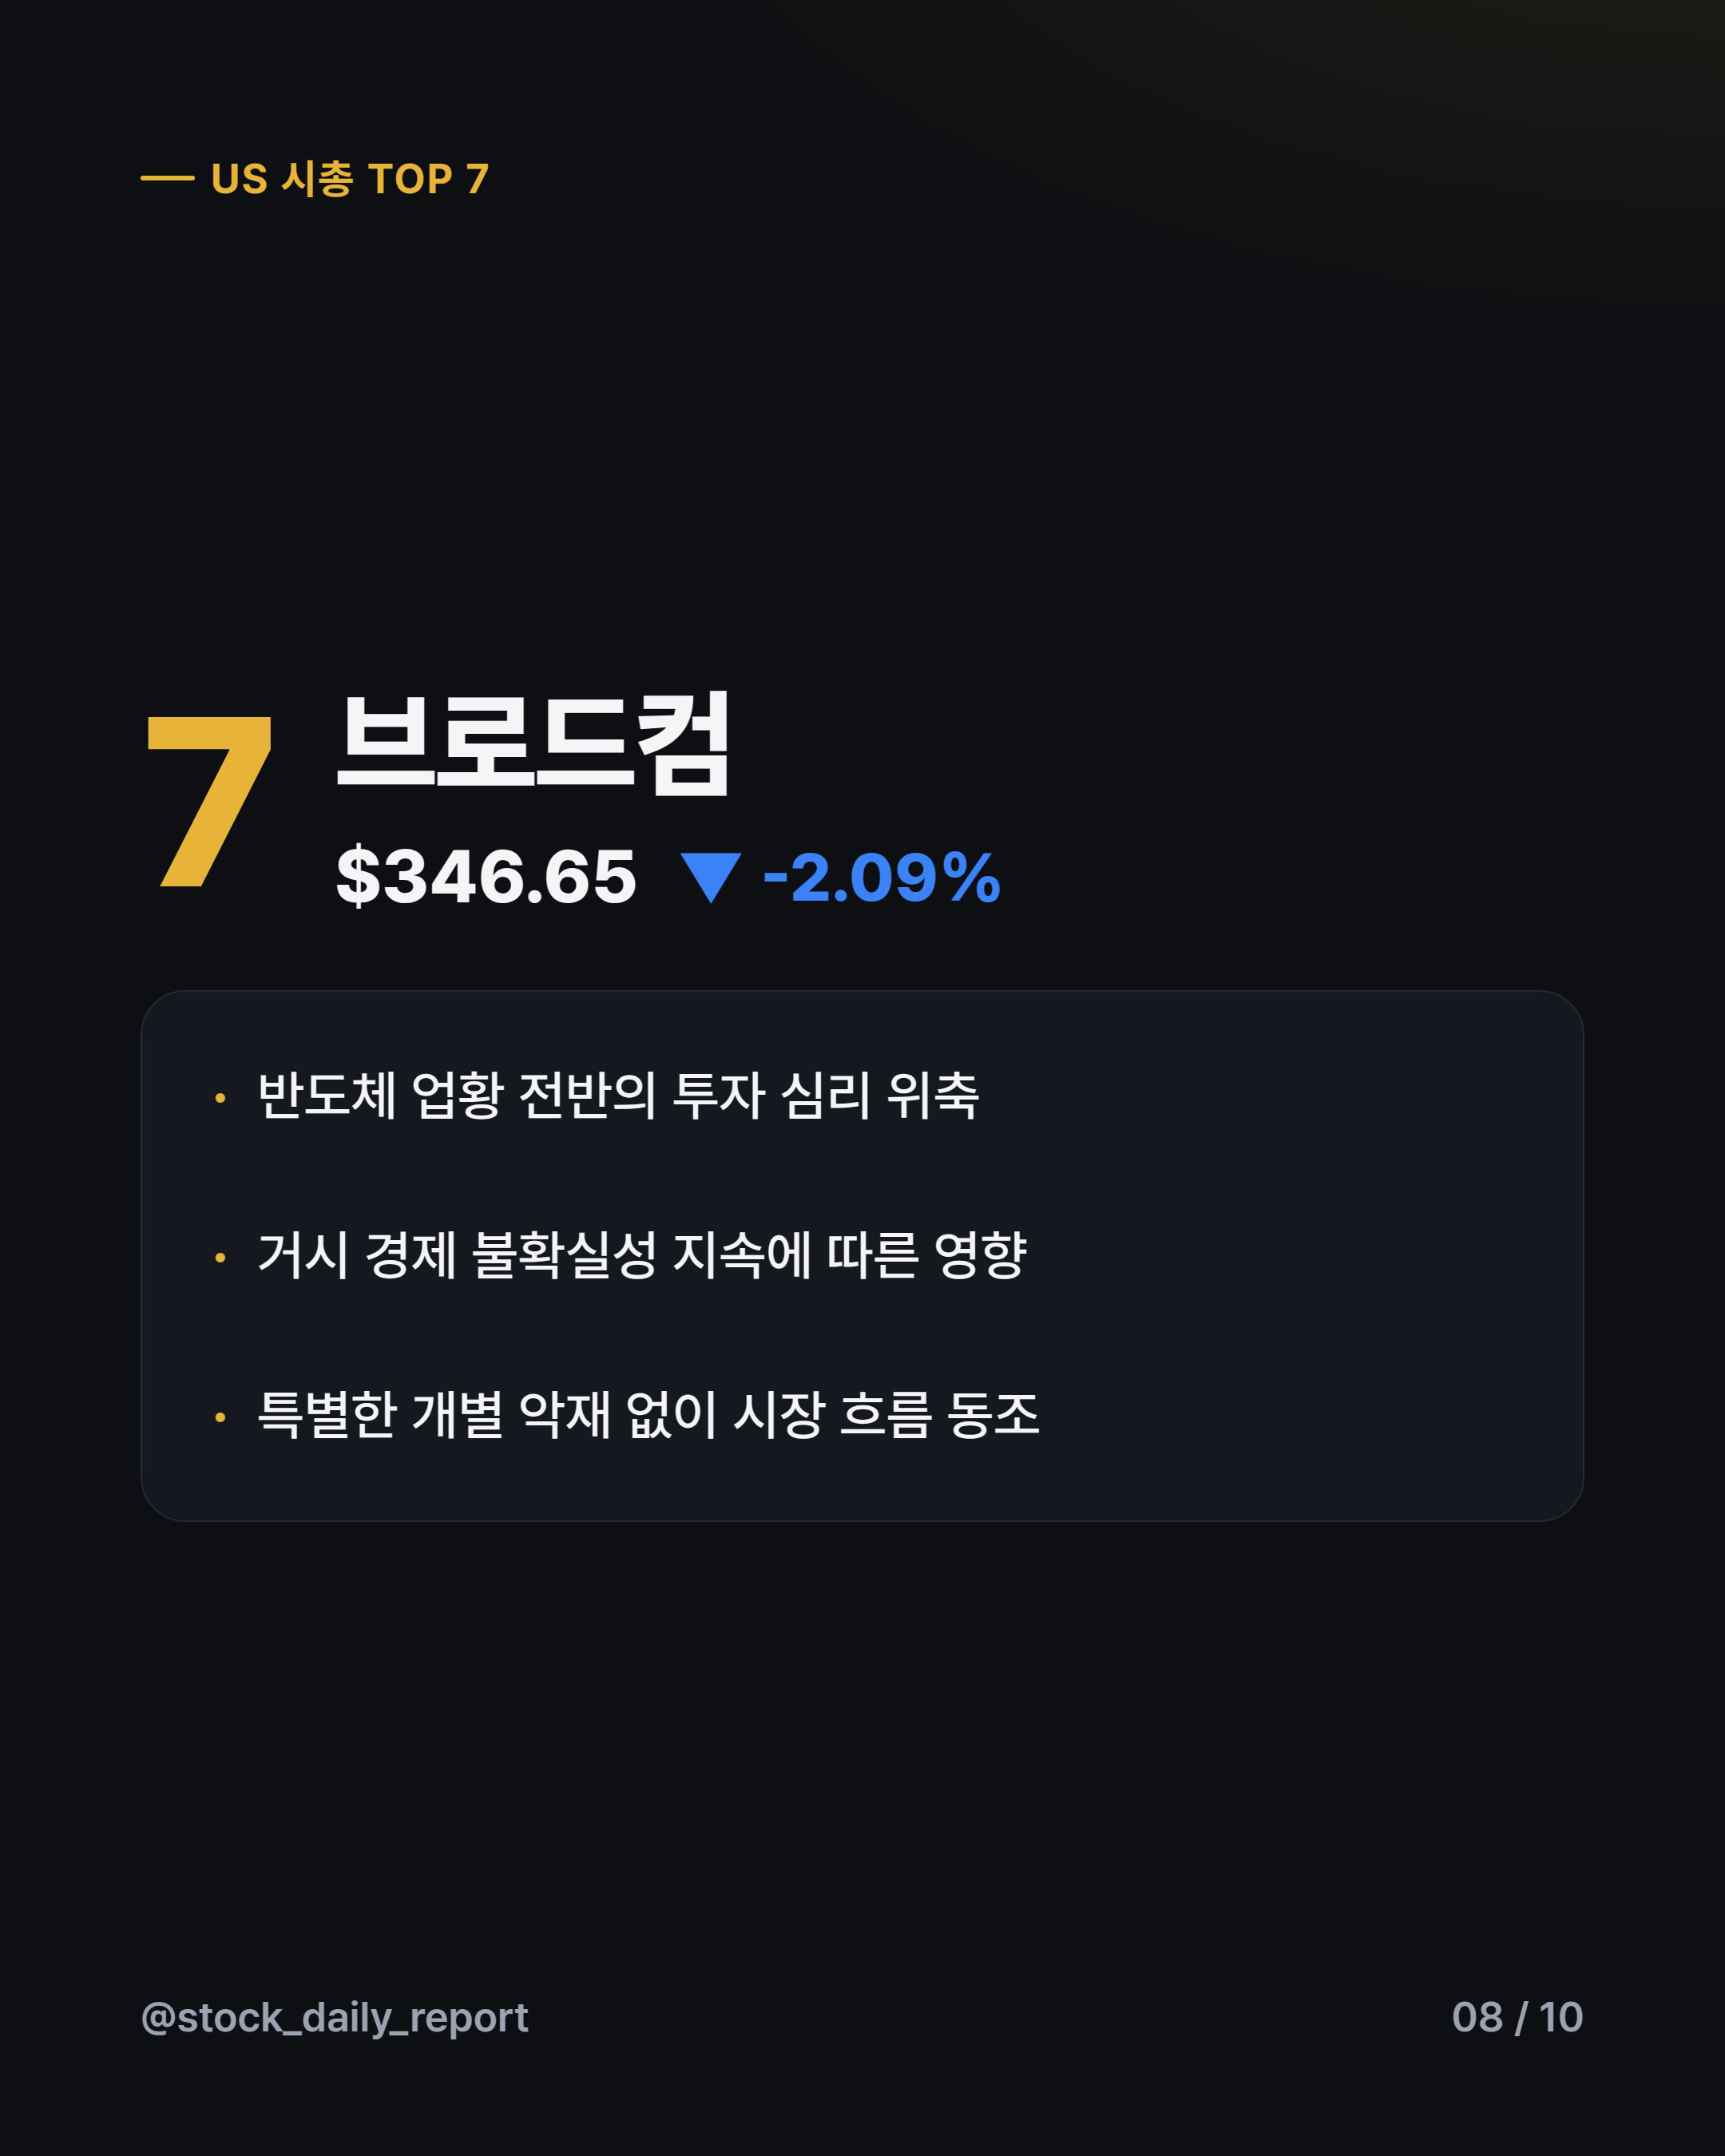 US 시총 TOP 7
7
브로드컴
$346.65 ▼ -2.09%
• 반도체 업황 전반의 투자 심리 위축
• 거시 경제 불확실성 지속에 따른 영향
• 특별한 개별 악재 없이 시장 흐름 동조
@stock_daily_report
08 / 10